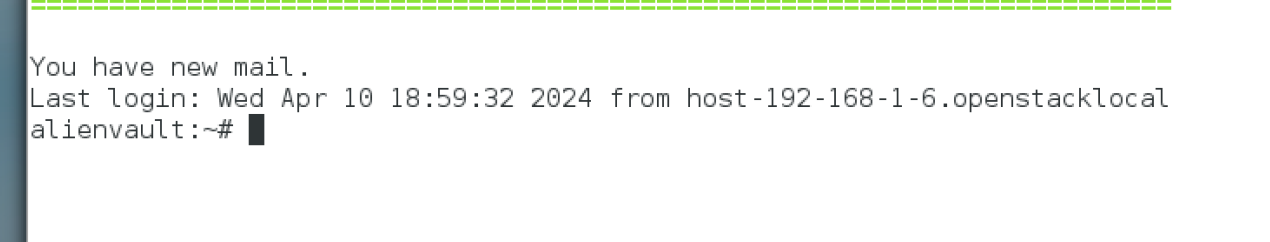 You have new mail.
Last login: Wed Apr 10 18:59:32 2024 from host-192-168-1-6.openstacklocal
alienvault:~#